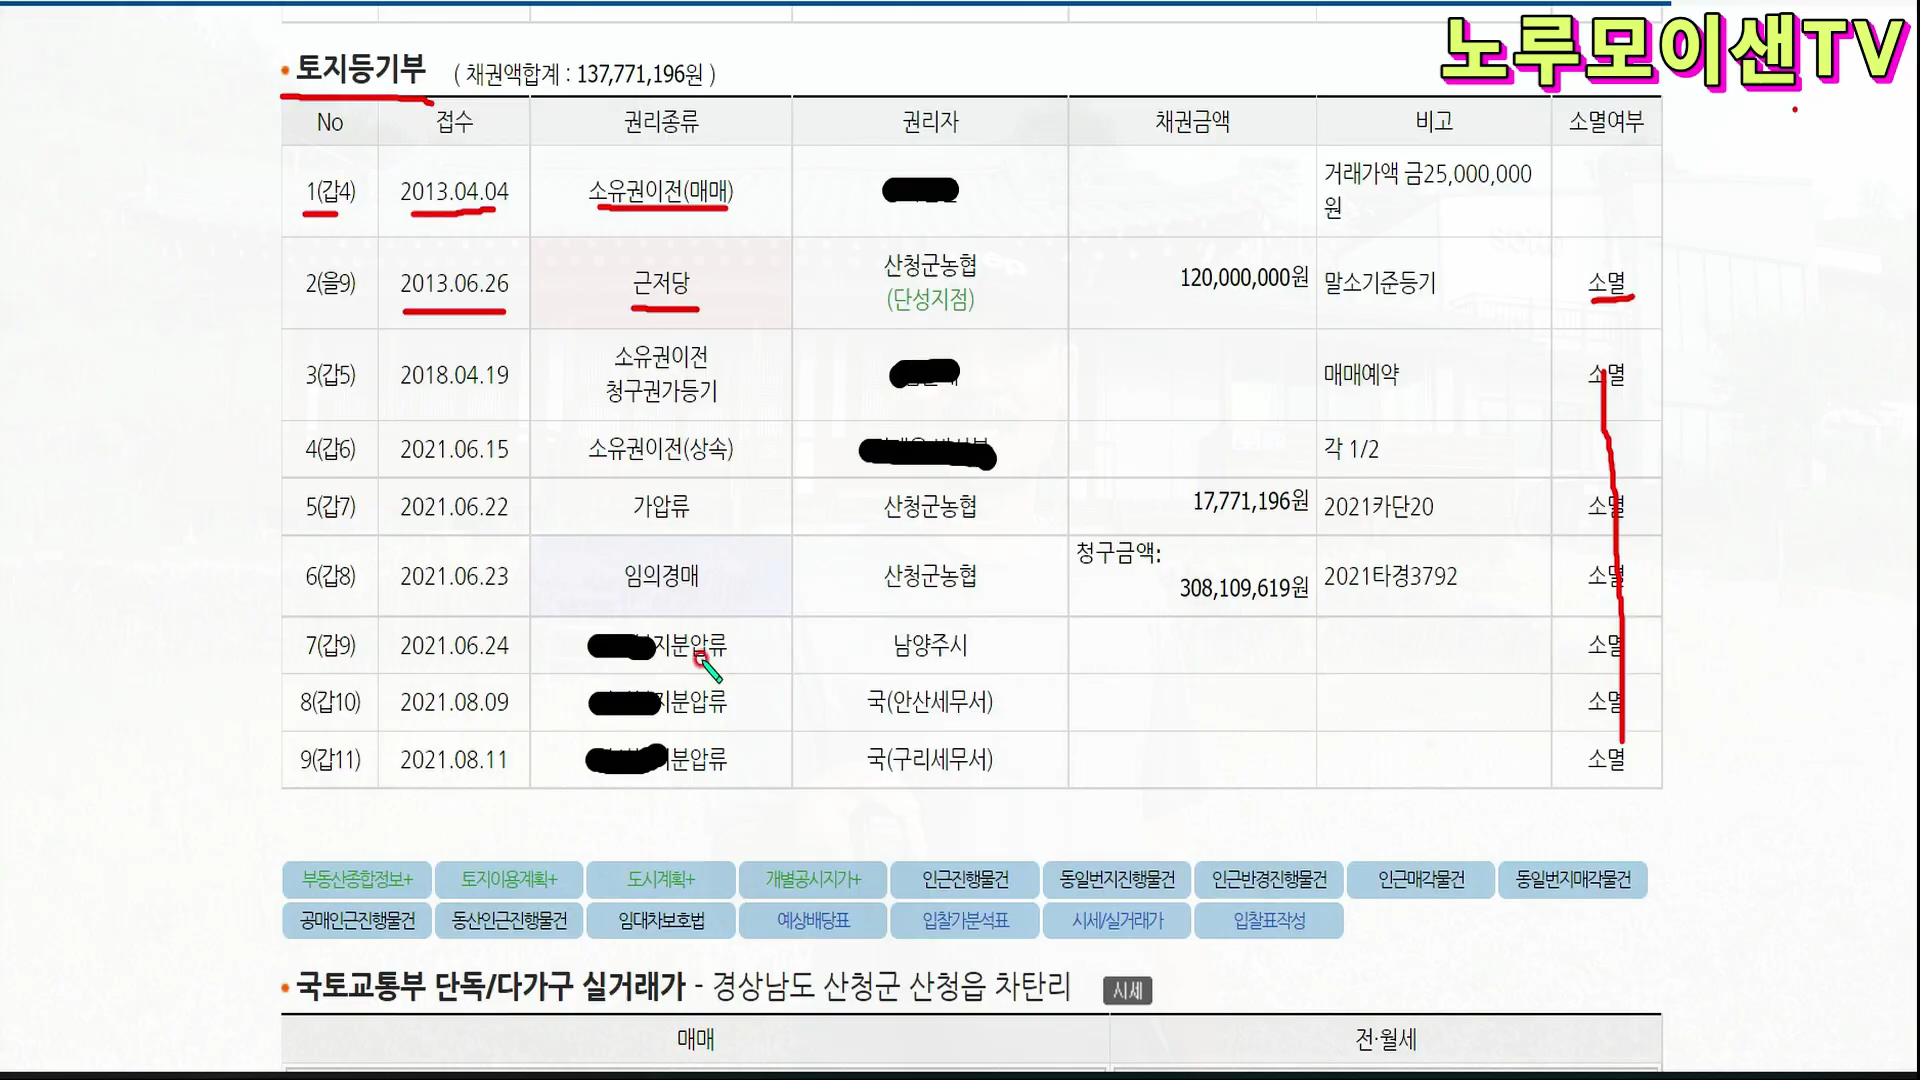 노루모이샌TV
토지등기부 ( 채권액합계 : 137,771,196원 )
No 접수 권리종류 권리자 채권금액 비고 소멸여부
1(갑4) 2013.04.04 소유권이전(매매) 거래가액 금25,000,000
원
2(을9) 2013.06.26 근저당 산청군농협 120,000,000원 말소기준등기 소멸
(단성지점)
3(갑5) 2018.04.19 소유권이전 매매예약 소멸
청구권가등기
4(갑6) 2021.06.15 소유권이전(상속) 각 1/2
5(갑7) 2021.06.22 가압류 산청군농협 17,771,196원 2021카단20 소멸
6(갑8) 2021.06.23 임의경매 산청군농협 청구금액: 2021타경3792 소멸
308,109,619원
7(갑9) 2021.06.24 지분압류 남양주시 소멸
8(갑10) 2021.08.09 지분압류 국(안산세무서) 소멸
9(갑11) 2021.08.11 지분압류 국(구리세무서) 소멸
부동산종합정보+ 토지이용계획+ 도시계획+ 개별공시지가+ 인근진행물건 동일번지진행물건 인근반경진행물건 인근매각물건 동일번지매각물건
공매인근진행물건 동산인근진행물건 임대차보호법 예상배당표 입찰가분석표 시세/실거래가 입찰표작성
국토교통부 단독/다가구 실거래가 - 경상남도 산청군 산청읍 차탄리 시세
매매 전·월세